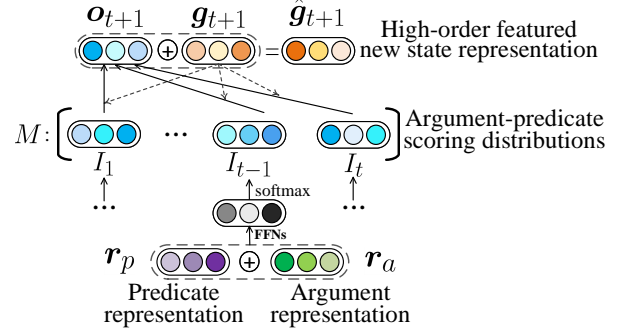 o_{t+1} g_{t+1} ĝ_{t+1}
+ =
High-order featured
new state representation
M: [ ... ]
Argument-predicate
scoring distributions
I_1 I_{t-1} I_t
softmax
... ...
FFNs
r_p + r_a
Predicate
representation
Argument
representation